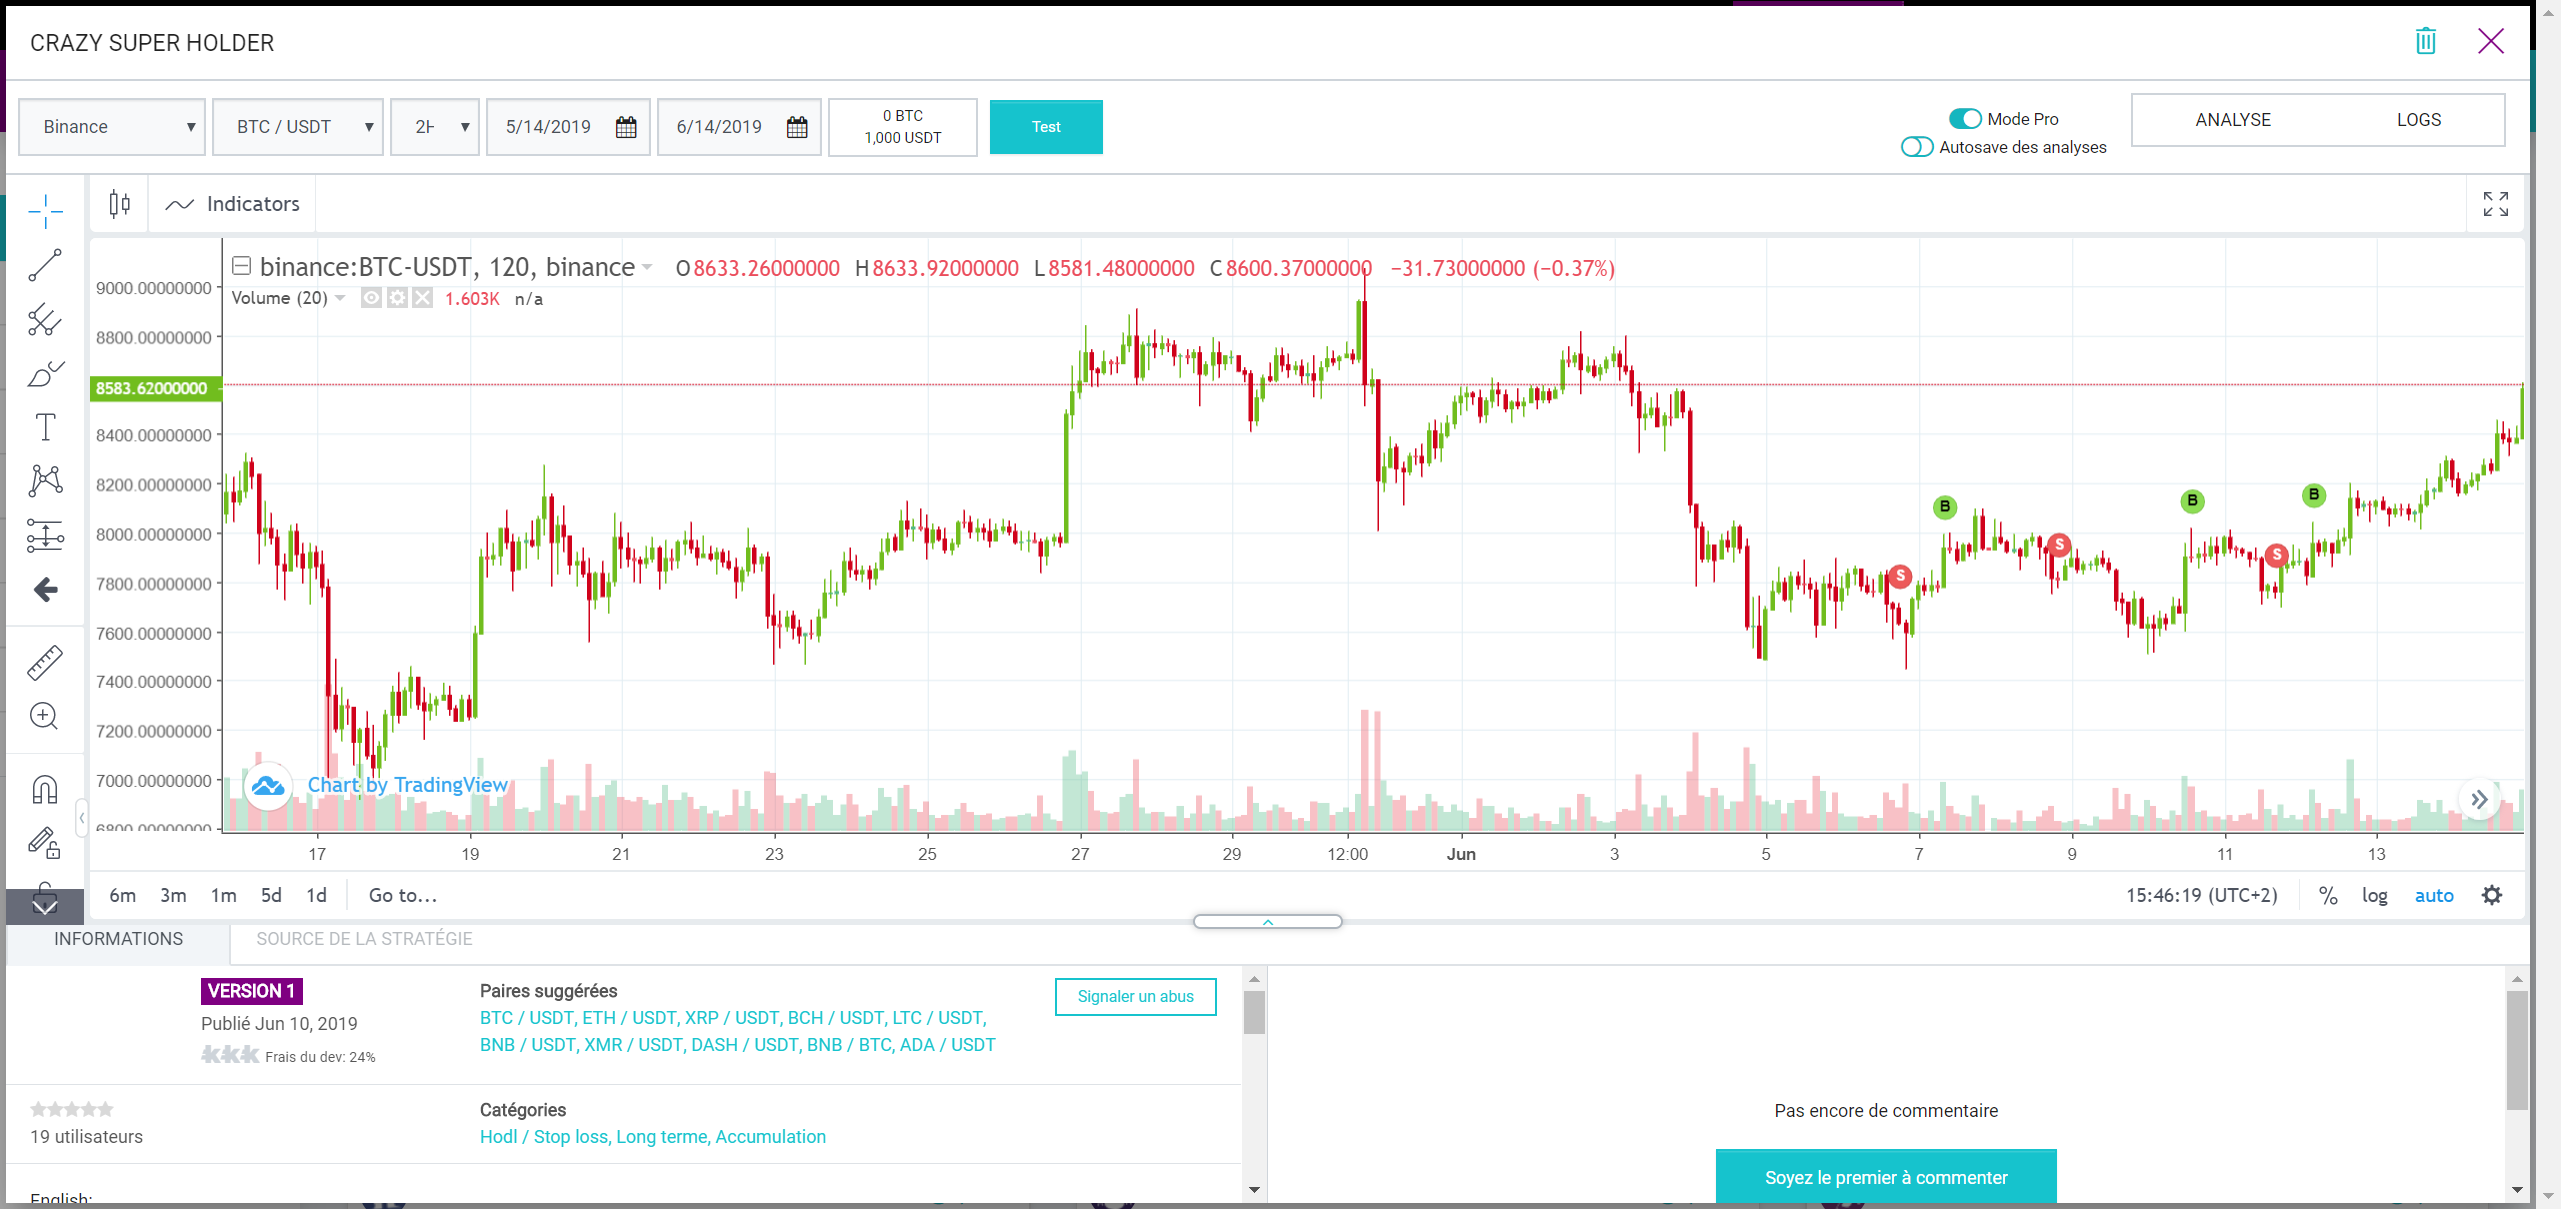 CRAZY SUPER HOLDER
Binance
BTC / USDT
5/14/2019
6/14/2019
0 BTC
1,000 USDT
Test
Mode Pro
Autosave des analyses
ANALYSE
LOGS
Indicators
binance:BTC-USDT, 120, binance O8633.26000000 H8633.92000000 L8581.48000000 C8600.37000000 −31.73000000 (−0.37%)
Volume (20) 1.603K n/a
9000.00000000
8800.00000000
8583.62000000
8400.00000000
8200.00000000
8000.00000000
7800.00000000
7600.00000000
7400.00000000
7200.00000000
7000.00000000
6800.00000000
S
B
S
B
S
B
Chart by TradingView
17 19 21 23 25 27 29 12:00 Jun 3 5 7 9 11 13
6m 3m 1m 5d 1d Go to...
15:46:19 (UTC+2) % log auto
INFORMATIONS
SOURCE DE LA STRATÉGIE
VERSION 1
Publié Jun 10, 2019
Frais du dev: 24%
Paires suggérées
BTC / USDT, ETH / USDT, XRP / USDT, BCH / USDT, LTC / USDT,
BNB / USDT, XMR / USDT, DASH / USDT, BNB / BTC, ADA / USDT
Signaler un abus
19 utilisateurs
Catégories
Hodl / Stop loss, Long terme, Accumulation
English:
Pas encore de commentaire
Soyez le premier à commenter